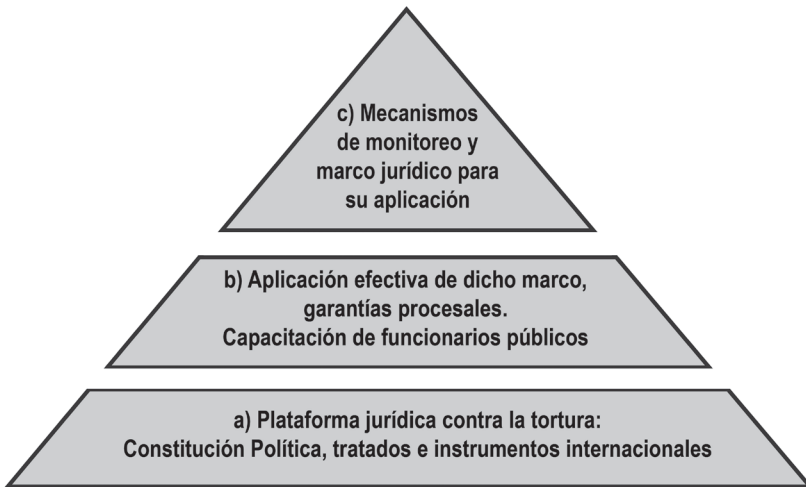 c) Mecanismos
de monitoreo y
marco jurídico para
su aplicación
b) Aplicación efectiva de dicho marco,
garantías procesales.
Capacitación de funcionarios públicos
a) Plataforma jurídica contra la tortura:
Constitución Política, tratados e instrumentos internacionales